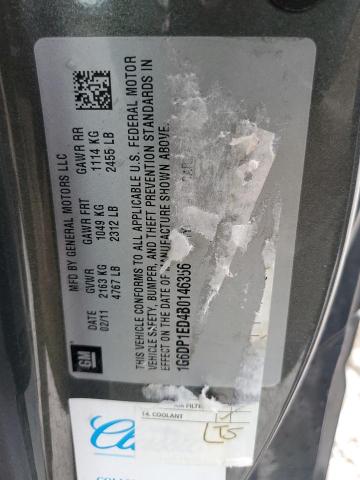 MFD BY GENERAL MOTORS LLC
GVWR GAWR FRT GAWR RR
2163 KG 1049 KG 1114 KG
4767 LB 2312 LB 2455 LB
DATE
02/11
THIS VEHICLE CONFORMS TO ALL APPLICABLE U.S. FEDERAL MOTOR
VEHICLE SAFETY, BUMPER, AND THEFT PREVENTION STANDARDS IN
EFFECT ON THE DATE OF MANUFACTURE SHOWN ABOVE.
1G6DP1ED4B0146356
GM
FILTE
14. COOLANT